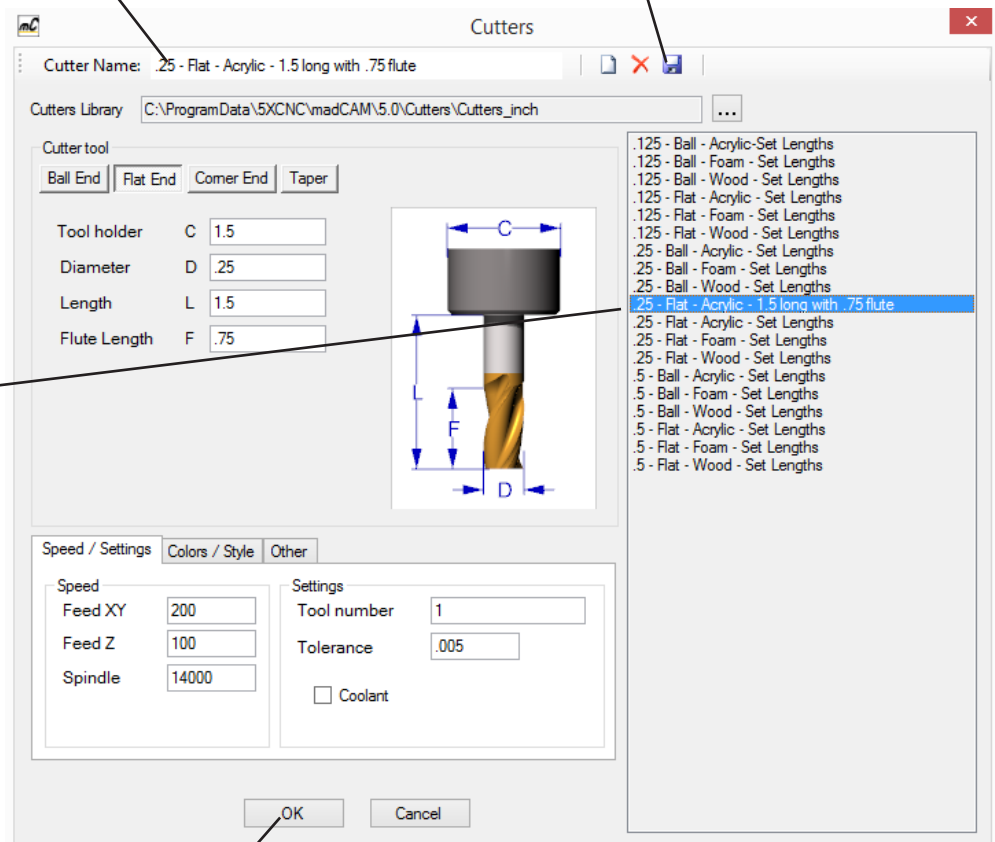 mC
Cutters
Cutter Name: .25 - Flat - Acrylic - 1.5 long with .75 flute
Cutters Library C:\ProgramData\5XCNC\madCAM\5.0\Cutters\Cutters_inch ...
Cutter tool
Ball End Flat End Corner End Taper
Tool holder C 1.5
Diameter D .25
Length L 1.5
Flute Length F .75
C
L
F
D
.125 - Ball - Acrylic-Set Lengths
.125 - Ball - Foam - Set Lengths
.125 - Ball - Wood - Set Lengths
.125 - Flat - Acrylic - Set Lengths
.125 - Flat - Foam - Set Lengths
.125 - Flat - Wood - Set Lengths
.25 - Ball - Acrylic - Set Lengths
.25 - Ball - Foam - Set Lengths
.25 - Ball - Wood - Set Lengths
.25 - Flat - Acrylic - 1.5 long with .75 flute
.25 - Flat - Acrylic - Set Lengths
.25 - Flat - Foam - Set Lengths
.25 - Flat - Wood - Set Lengths
.5 - Ball - Acrylic - Set Lengths
.5 - Ball - Foam - Set Lengths
.5 - Ball - Wood - Set Lengths
.5 - Flat - Acrylic - Set Lengths
.5 - Flat - Foam - Set Lengths
.5 - Flat - Wood - Set Lengths
Speed / Settings Colors / Style Other
Speed
Feed XY 200
Feed Z 100
Spindle 14000
Settings
Tool number 1
Tolerance .005
Coolant
OK Cancel